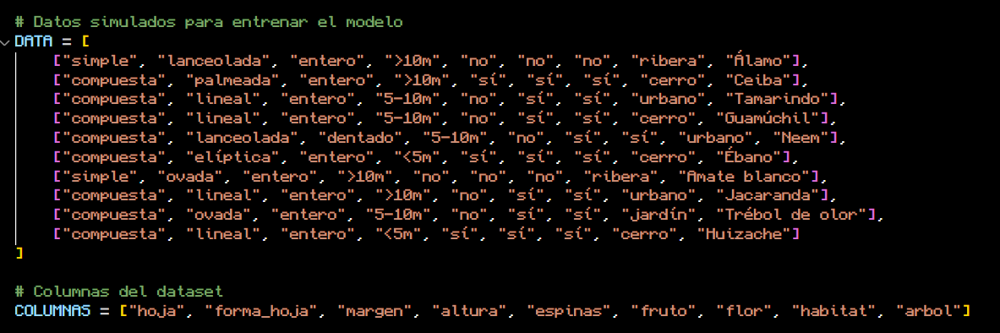 # Datos simulados para entrenar el modelo
DATA = [
["simple", "lanceolada", "entero", ">10m", "no", "no", "no", "ribera", "Álamo"],
["compuesta", "palmeada", "entero", ">10m", "sí", "sí", "sí", "cerro", "Ceiba"],
["compuesta", "lineal", "entero", "5-10m", "no", "sí", "sí", "urbano", "Tamarindo"],
["compuesta", "lineal", "entero", "5-10m", "no", "sí", "sí", "cerro", "Guamúchil"],
["compuesta", "lanceolada", "dentado", "5-10m", "no", "sí", "sí", "urbano", "Neem"],
["compuesta", "elíptica", "entero", "<5m", "sí", "sí", "sí", "cerro", "Ébano"],
["simple", "ovada", "entero", ">10m", "no", "no", "no", "ribera", "Amate blanco"],
["compuesta", "lineal", "entero", ">10m", "no", "sí", "sí", "urbano", "Jacaranda"],
["compuesta", "ovada", "entero", "5-10m", "no", "sí", "sí", "jardín", "Trébol de olor"],
["compuesta", "lineal", "entero", "<5m", "sí", "sí", "sí", "cerro", "Huizache"]
]
# Columnas del dataset
COLUMNAS = ["hoja", "forma_hoja", "margen", "altura", "espinas", "fruto", "flor", "habitat", "arbol"]